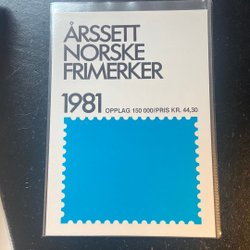 ÅRSSETT
NORSKE
FRIMERKER
1981 OPPLAG 150 000/PRIS KR. 44,30